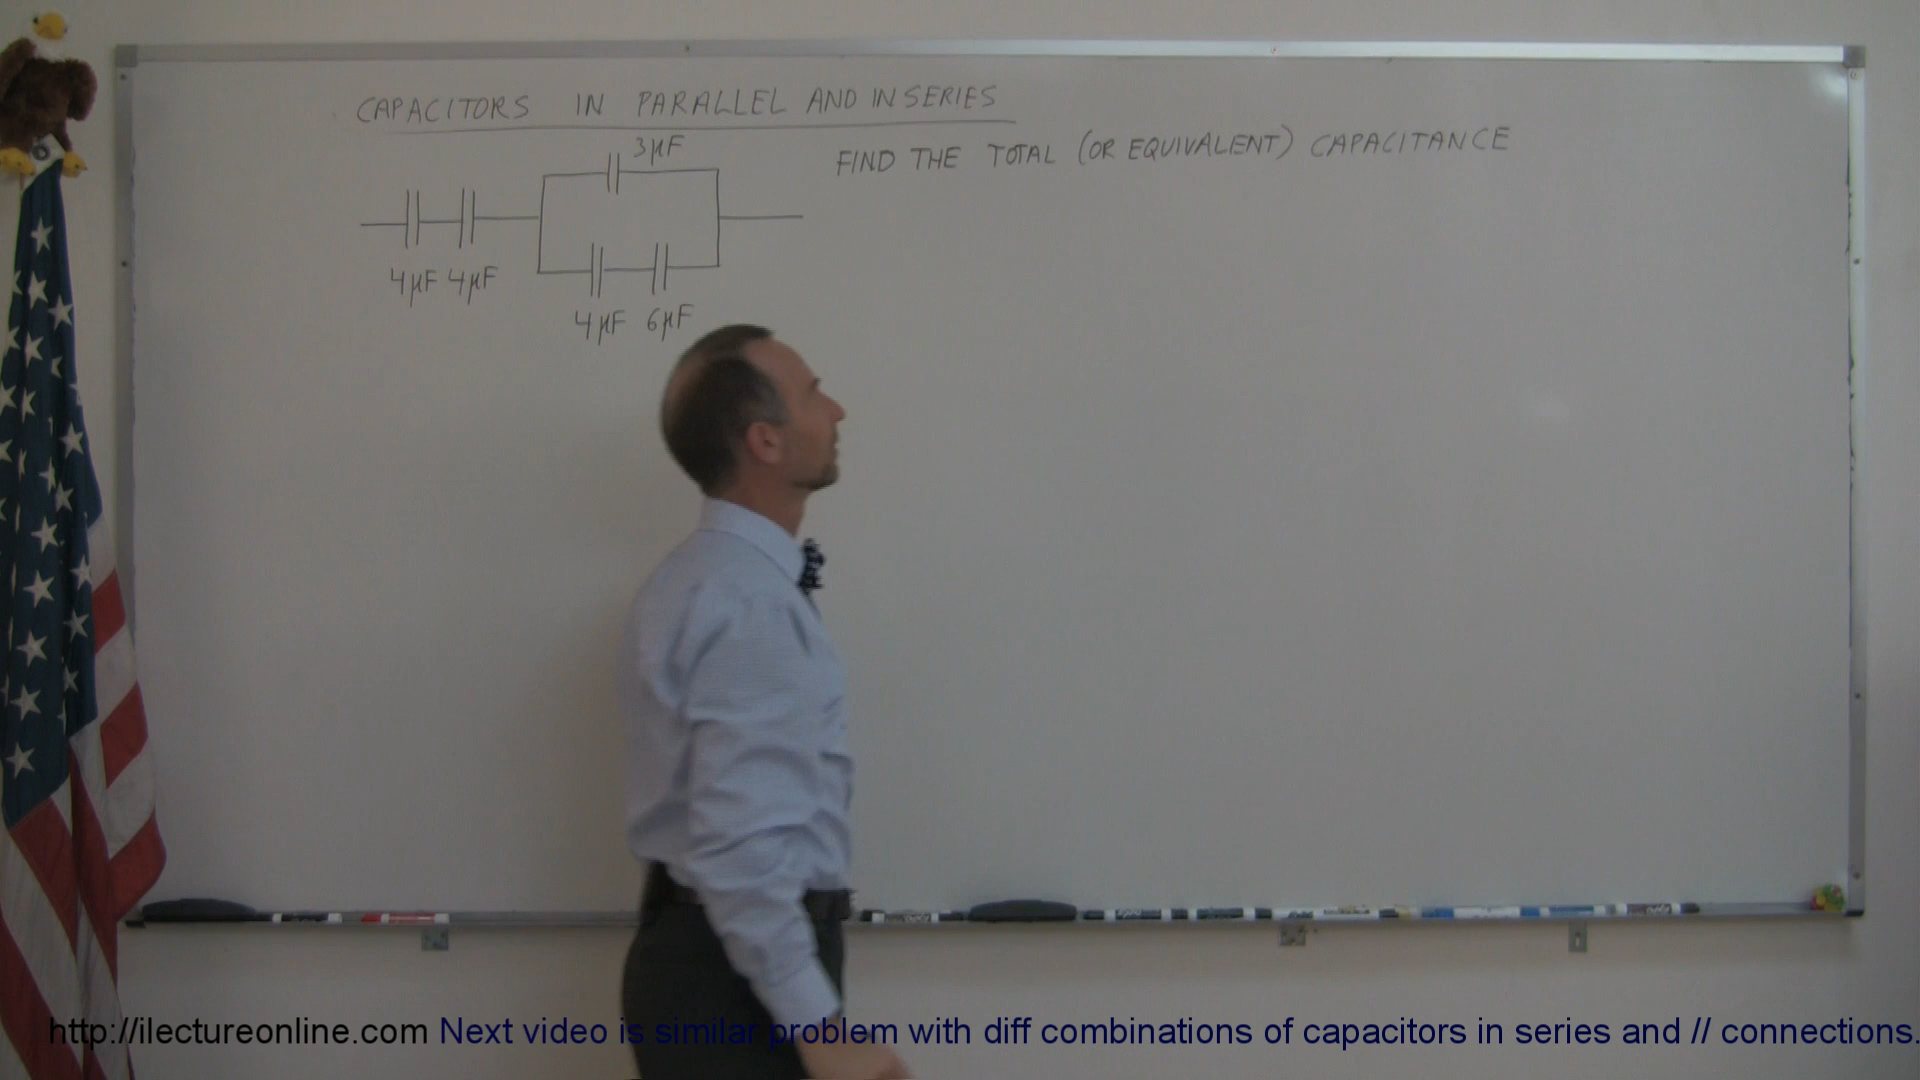 CAPACITORS IN PARALLEL AND IN SERIES
FIND THE TOTAL (OR EQUIVALENT) CAPACITANCE
3μF
4μF 4μF
4μF 6μF
http://ilectureonline.com Next video is similar problem with diff combinations of capacitors in series and // connections.